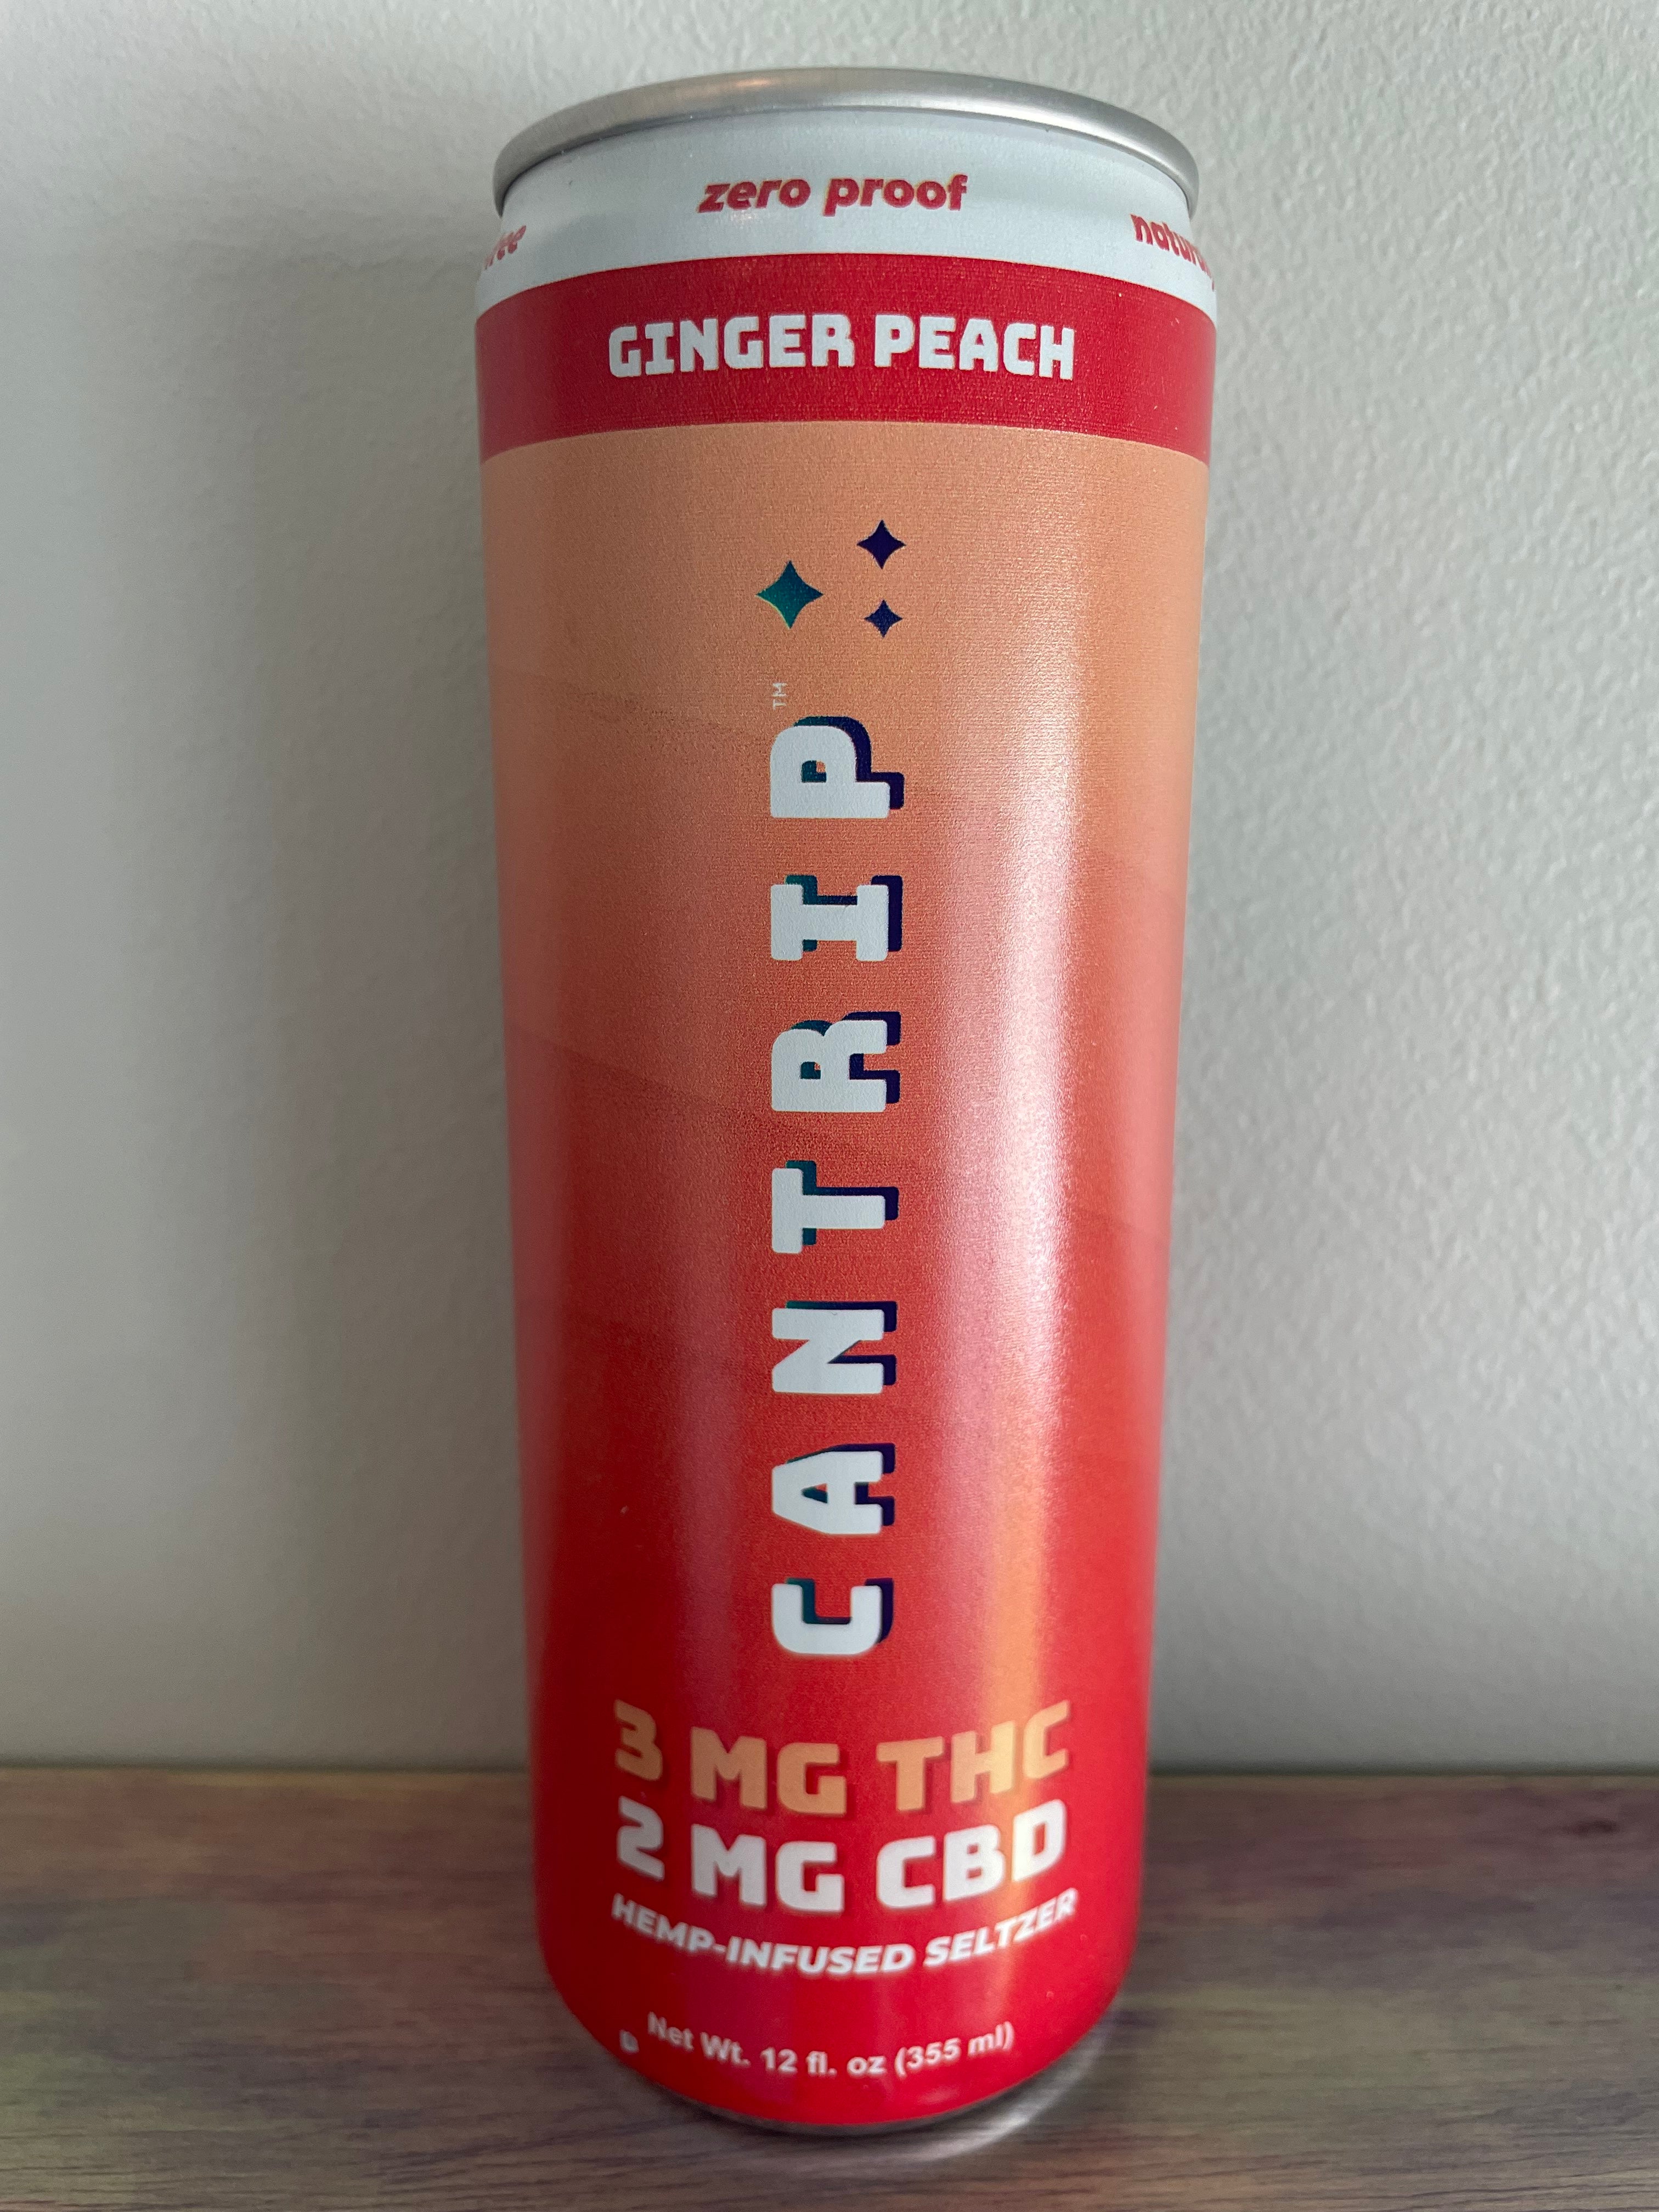 zero proof
GINGER PEACH
CANTRIP™
3 MG THC
2 MG CBD
HEMP-INFUSED SELTZER
Net Wt. 12 fl. oz (355 ml)